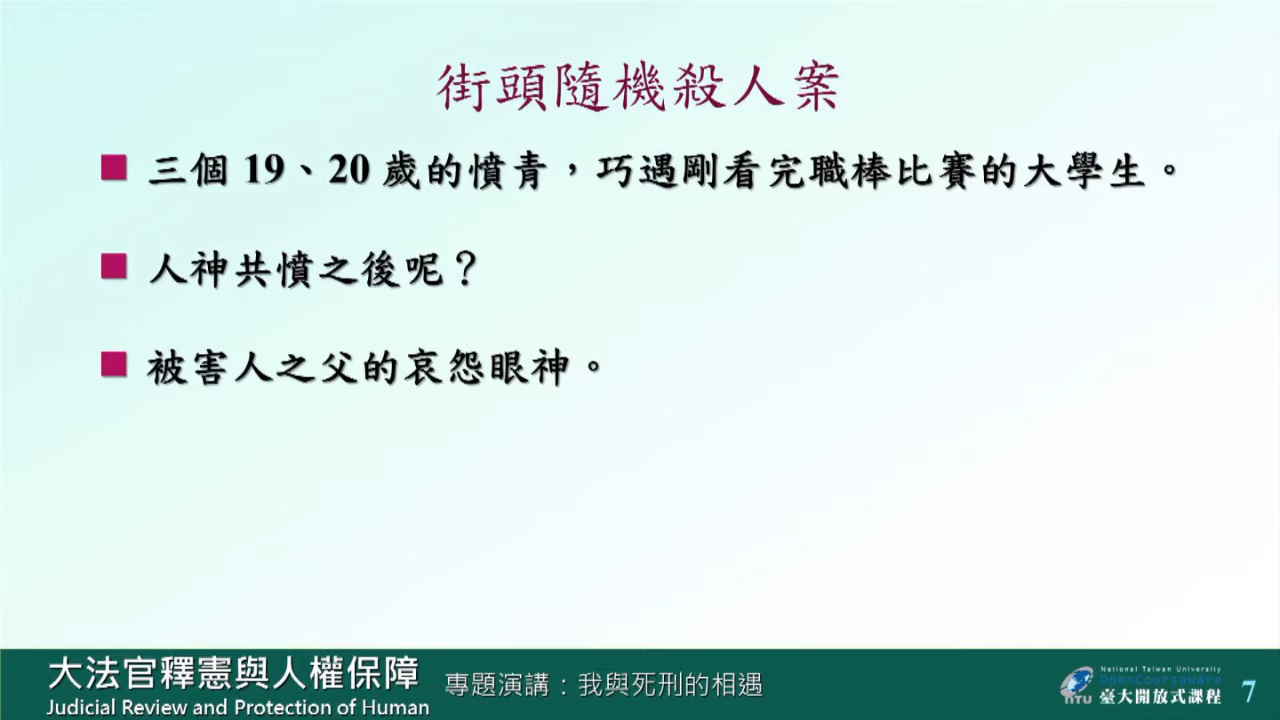 街頭隨機殺人案
三個 19、20 歲的憤青，巧遇剛看完職棒比賽的大學生。
人神共憤之後呢？
被害人之父的哀怨眼神。
大法官釋憲與人權保障
Judicial Review and Protection of Human
專題演講：我與死刑的相遇
National Taiwan University
OpenCourseWare
NTU 臺大開放式課程
7